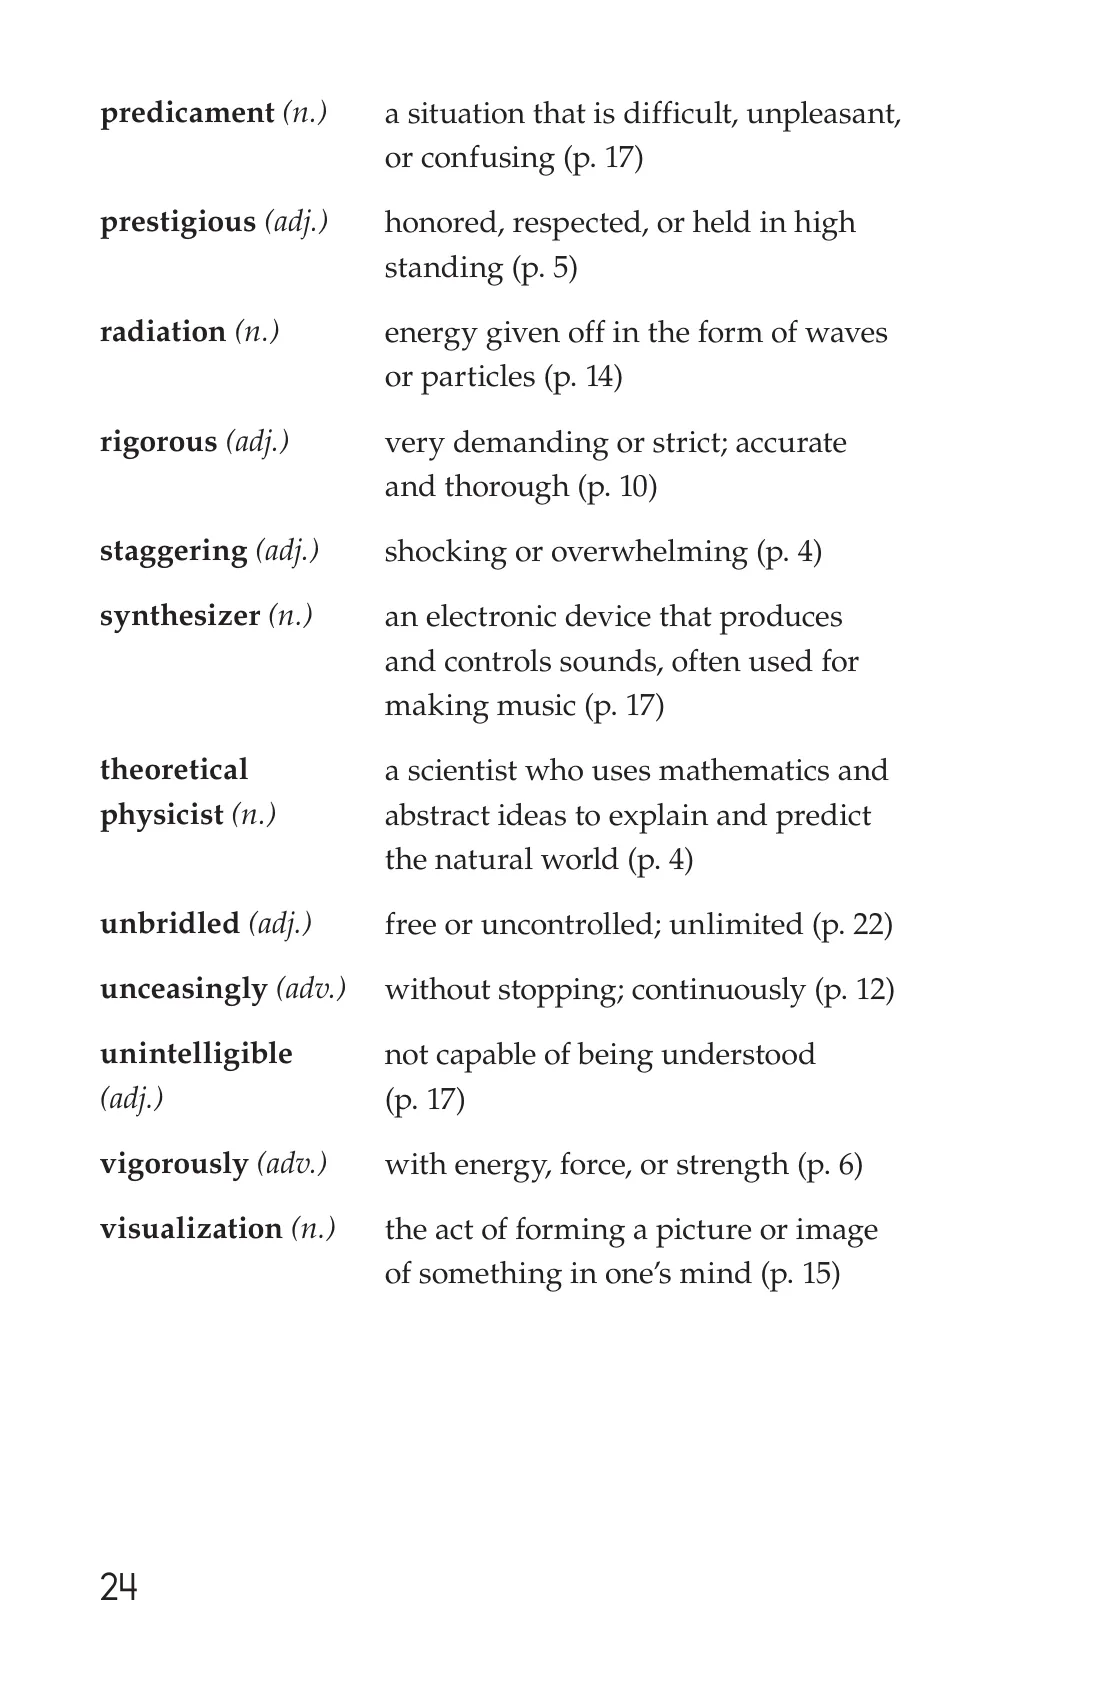 predicament (n.) a situation that is difficult, unpleasant,
or confusing (p. 17)
prestigious (adj.) honored, respected, or held in high
standing (p. 5)
radiation (n.) energy given off in the form of waves
or particles (p. 14)
rigorous (adj.) very demanding or strict; accurate
and thorough (p. 10)
staggering (adj.) shocking or overwhelming (p. 4)
synthesizer (n.) an electronic device that produces
and controls sounds, often used for
making music (p. 17)
theoretical a scientist who uses mathematics and
physicist (n.) abstract ideas to explain and predict
the natural world (p. 4)
unbridled (adj.) free or uncontrolled; unlimited (p. 22)
unceasingly (adv.) without stopping; continuously (p. 12)
unintelligible not capable of being understood
(adj.) (p. 17)
vigorously (adv.) with energy, force, or strength (p. 6)
visualization (n.) the act of forming a picture or image
of something in one’s mind (p. 15)
24